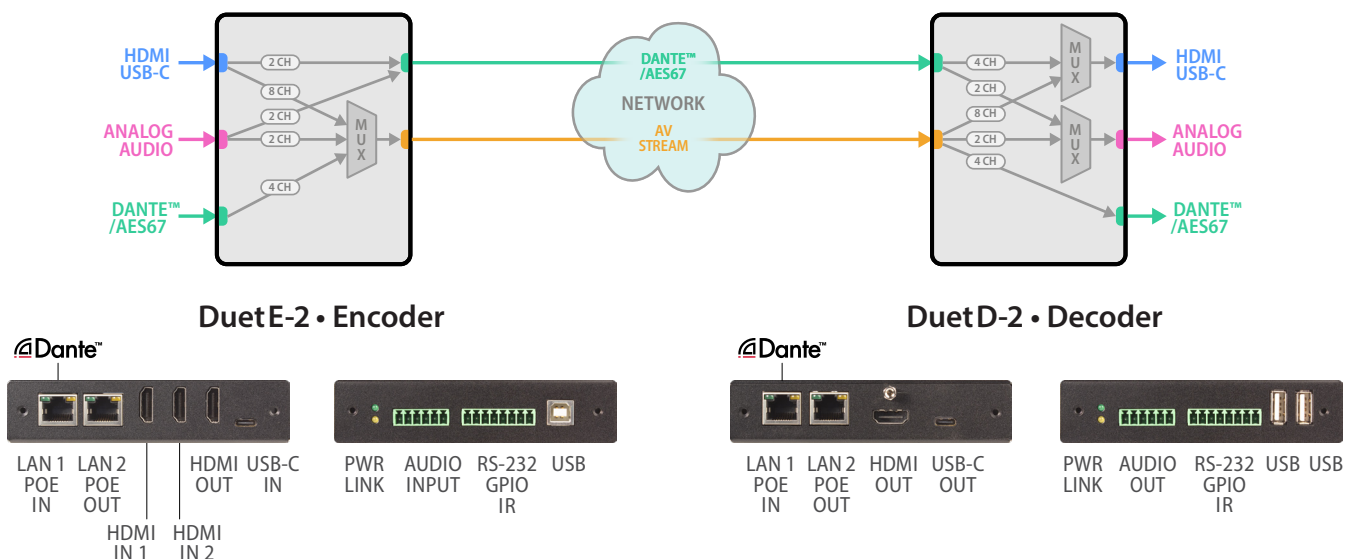 HDMI
USB-C
ANALOG
AUDIO
DANTE™
/AES67
2 CH
8 CH
2 CH
2 CH
4 CH
MUX
DANTE™
/AES67
NETWORK
AV
STREAM
4 CH
2 CH
8 CH
2 CH
4 CH
MUX
MUX
HDMI
USB-C
ANALOG
AUDIO
DANTE™
/AES67
Duet E-2 • Encoder
Dante™
LAN 1
POE
IN
LAN 2
POE
OUT
HDMI
IN 1
HDMI
IN 2
HDMI
OUT
USB-C
IN
PWR
LINK
AUDIO
INPUT
RS-232
GPIO
IR
USB
Duet D-2 • Decoder
Dante™
LAN 1
POE
IN
LAN 2
POE
OUT
HDMI
OUT
USB-C
OUT
PWR
LINK
AUDIO
OUT
RS-232
GPIO
IR
USB
USB